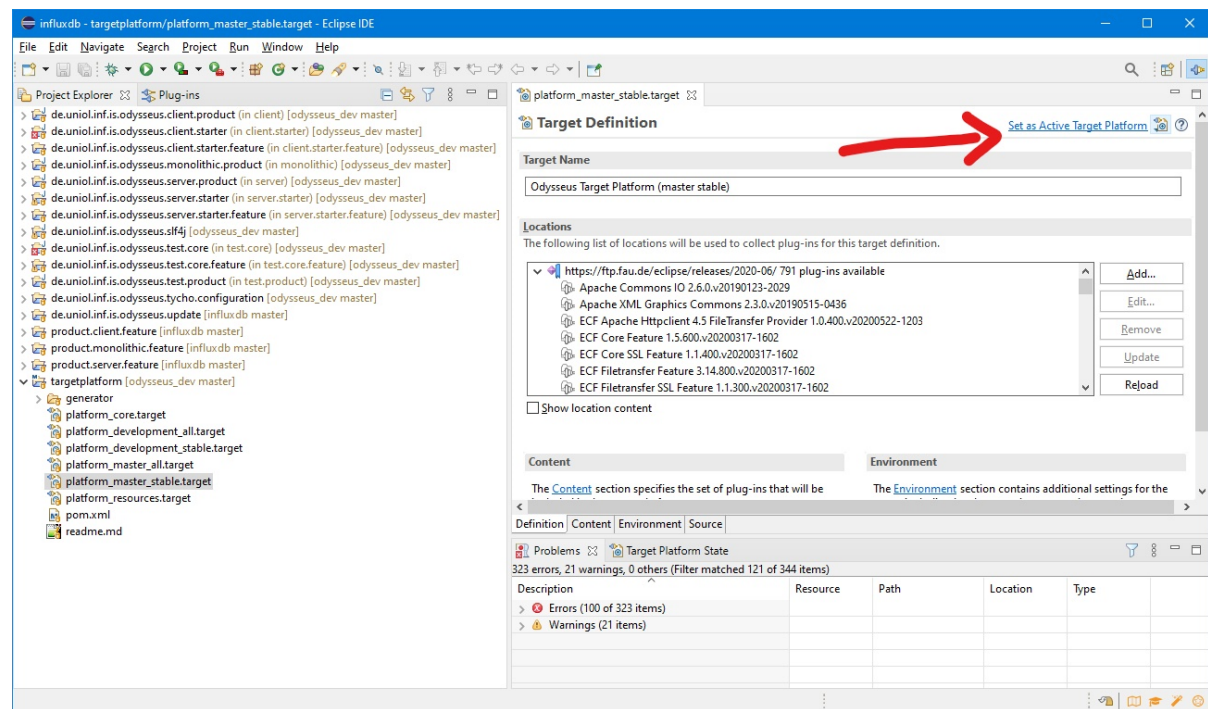 influxdb - targetplatform/platform_master_stable.target - Eclipse IDE
File Edit Navigate Search Project Run Window Help
Project Explorer Plug-ins
de.uniol.inf.is.odysseus.client.product (in client) [odysseus_dev master]
de.uniol.inf.is.odysseus.client.starter (in client.starter) [odysseus_dev master]
de.uniol.inf.is.odysseus.client.starter.feature (in client.starter.feature) [odysseus_dev master]
de.uniol.inf.is.odysseus.monolithic.product (in monolithic) [odysseus_dev master]
de.uniol.inf.is.odysseus.server.product (in server) [odysseus_dev master]
de.uniol.inf.is.odysseus.server.starter (in server.starter) [odysseus_dev master]
de.uniol.inf.is.odysseus.server.starter.feature (in server.starter.feature) [odysseus_dev master]
de.uniol.inf.is.odysseus.slf4j [odysseus_dev master]
de.uniol.inf.is.odysseus.test.core (in test.core) [odysseus_dev master]
de.uniol.inf.is.odysseus.test.core.feature (in test.core.feature) [odysseus_dev master]
de.uniol.inf.is.odysseus.test.product (in test.product) [odysseus_dev master]
de.uniol.inf.is.odysseus.tycho.configuration [odysseus_dev master]
de.uniol.inf.is.odysseus.update [influxdb master]
product.client.feature [influxdb master]
product.monolithic.feature [influxdb master]
product.server.feature [influxdb master]
targetplatform [odysseus_dev master]
generator
platform_core.target
platform_development_all.target
platform_development_stable.target
platform_master_all.target
platform_master_stable.target
platform_resources.target
pom.xml
readme.md
platform_master_stable.target
Target Definition
Set as Active Target Platform
Target Name
Odysseus Target Platform (master stable)
Locations
The following list of locations will be used to collect plug-ins for this target definition.
https://ftp.fau.de/eclipse/releases/2020-06/ 791 plug-ins available
Apache Commons IO 2.6.0.v20190123-2029
Apache XML Graphics Commons 2.3.0.v20190515-0436
ECF Apache Httpclient 4.5 FileTransfer Provider 1.0.400.v20200522-1203
ECF Core Feature 1.5.600.v20200317-1602
ECF Core SSL Feature 1.1.400.v20200317-1602
ECF Filetransfer Feature 3.14.800.v20200317-1602
ECF Filetransfer SSL Feature 1.1.300.v20200317-1602
Add...
Edit...
Remove
Update
Reload
Show location content
Content
The Content section specifies the set of plug-ins that will be
Environment
The Environment section contains additional settings for the
Definition Content Environment Source
Problems Target Platform State
323 errors, 21 warnings, 0 others (Filter matched 121 of 344 items)
Description Resource Path Location Type
Errors (100 of 323 items)
Warnings (21 items)